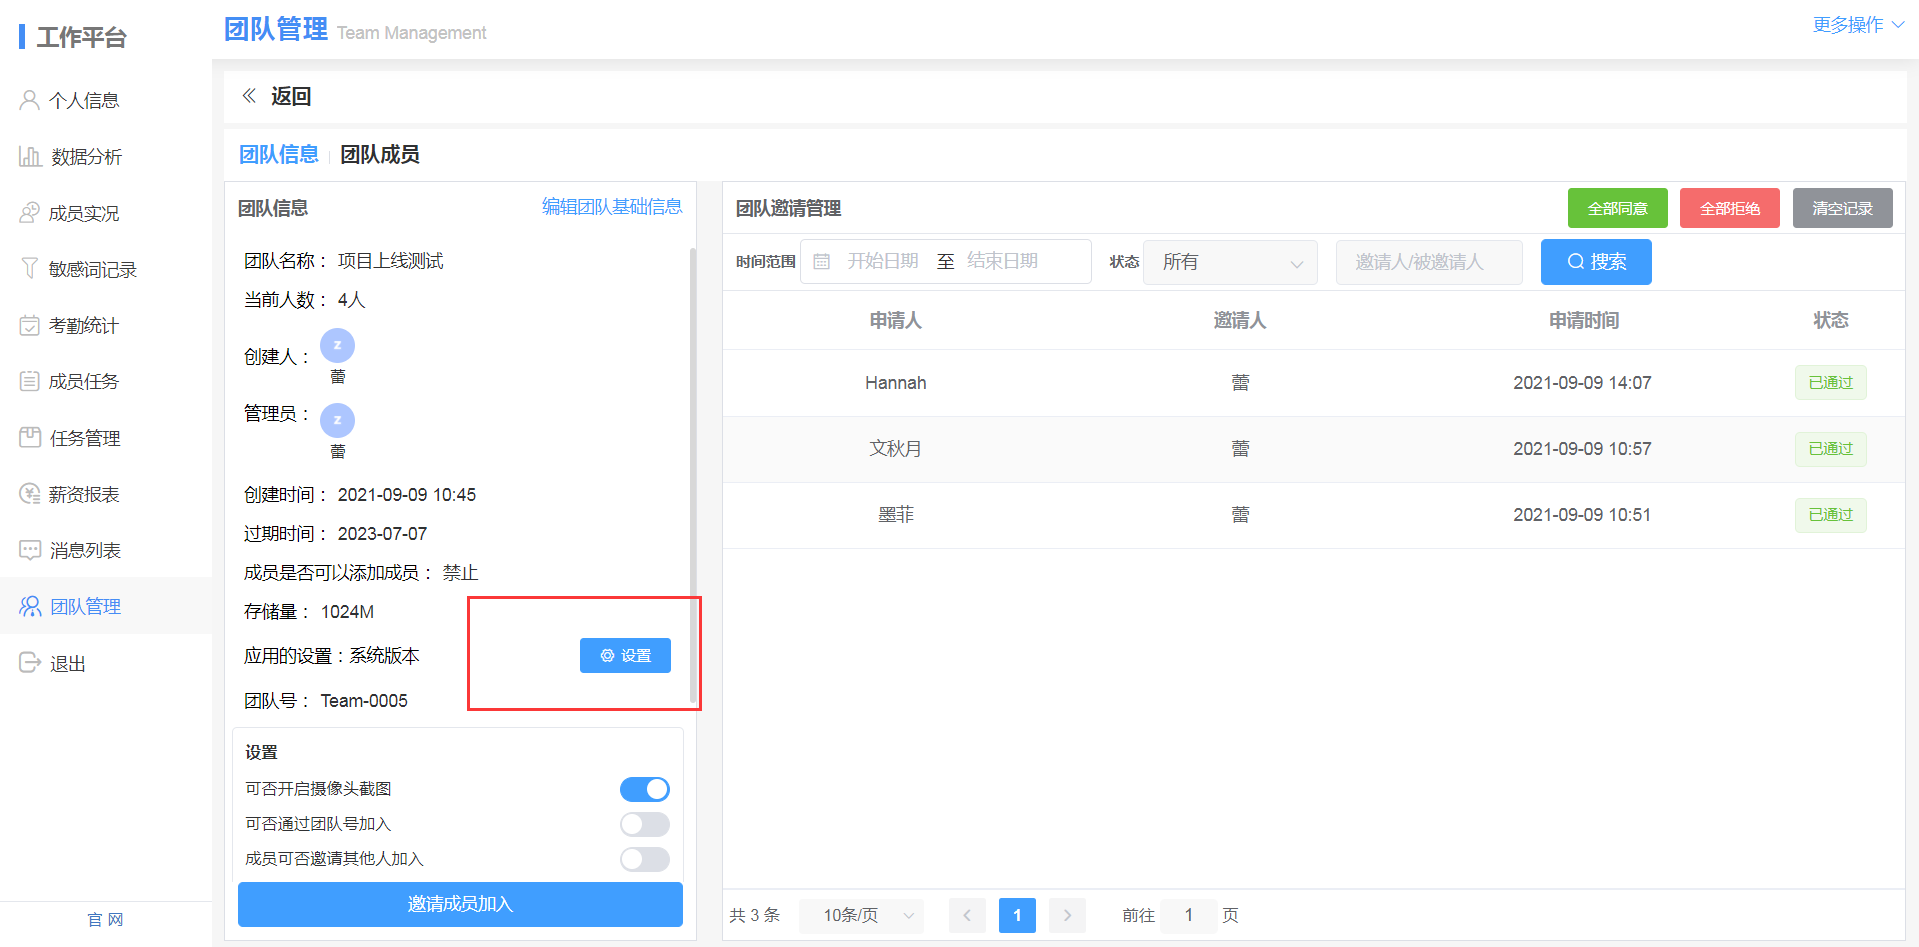 工作平台
个人信息
数据分析
成员实况
敏感词记录
考勤统计
成员任务
任务管理
薪资报表
消息列表
团队管理
退出
官 网
团队管理 Team Management
更多操作
返回
团队信息 团队成员
团队信息 编辑团队基础信息
团队名称： 项目上线测试
当前人数： 4人
创建人： z
蕾
管理员： z
蕾
创建时间： 2021-09-09 10:45
过期时间： 2023-07-07
成员是否可以添加成员： 禁止
存储量： 1024M
应用的设置：系统版本 设置
团队号： Team-0005
设置
可否开启摄像头截图
可否通过团队号加入
成员可否邀请其他人加入
邀请成员加入
团队邀请管理 全部同意 全部拒绝 清空记录
时间范围 开始日期 至 结束日期 状态 所有 邀请人/被邀请人 搜索
申请人 邀请人 申请时间 状态
Hannah 蕾 2021-09-09 14:07 已通过
文秋月 蕾 2021-09-09 10:57 已通过
墨菲 蕾 2021-09-09 10:51 已通过
共 3 条 10条/页 1 前往 1 页